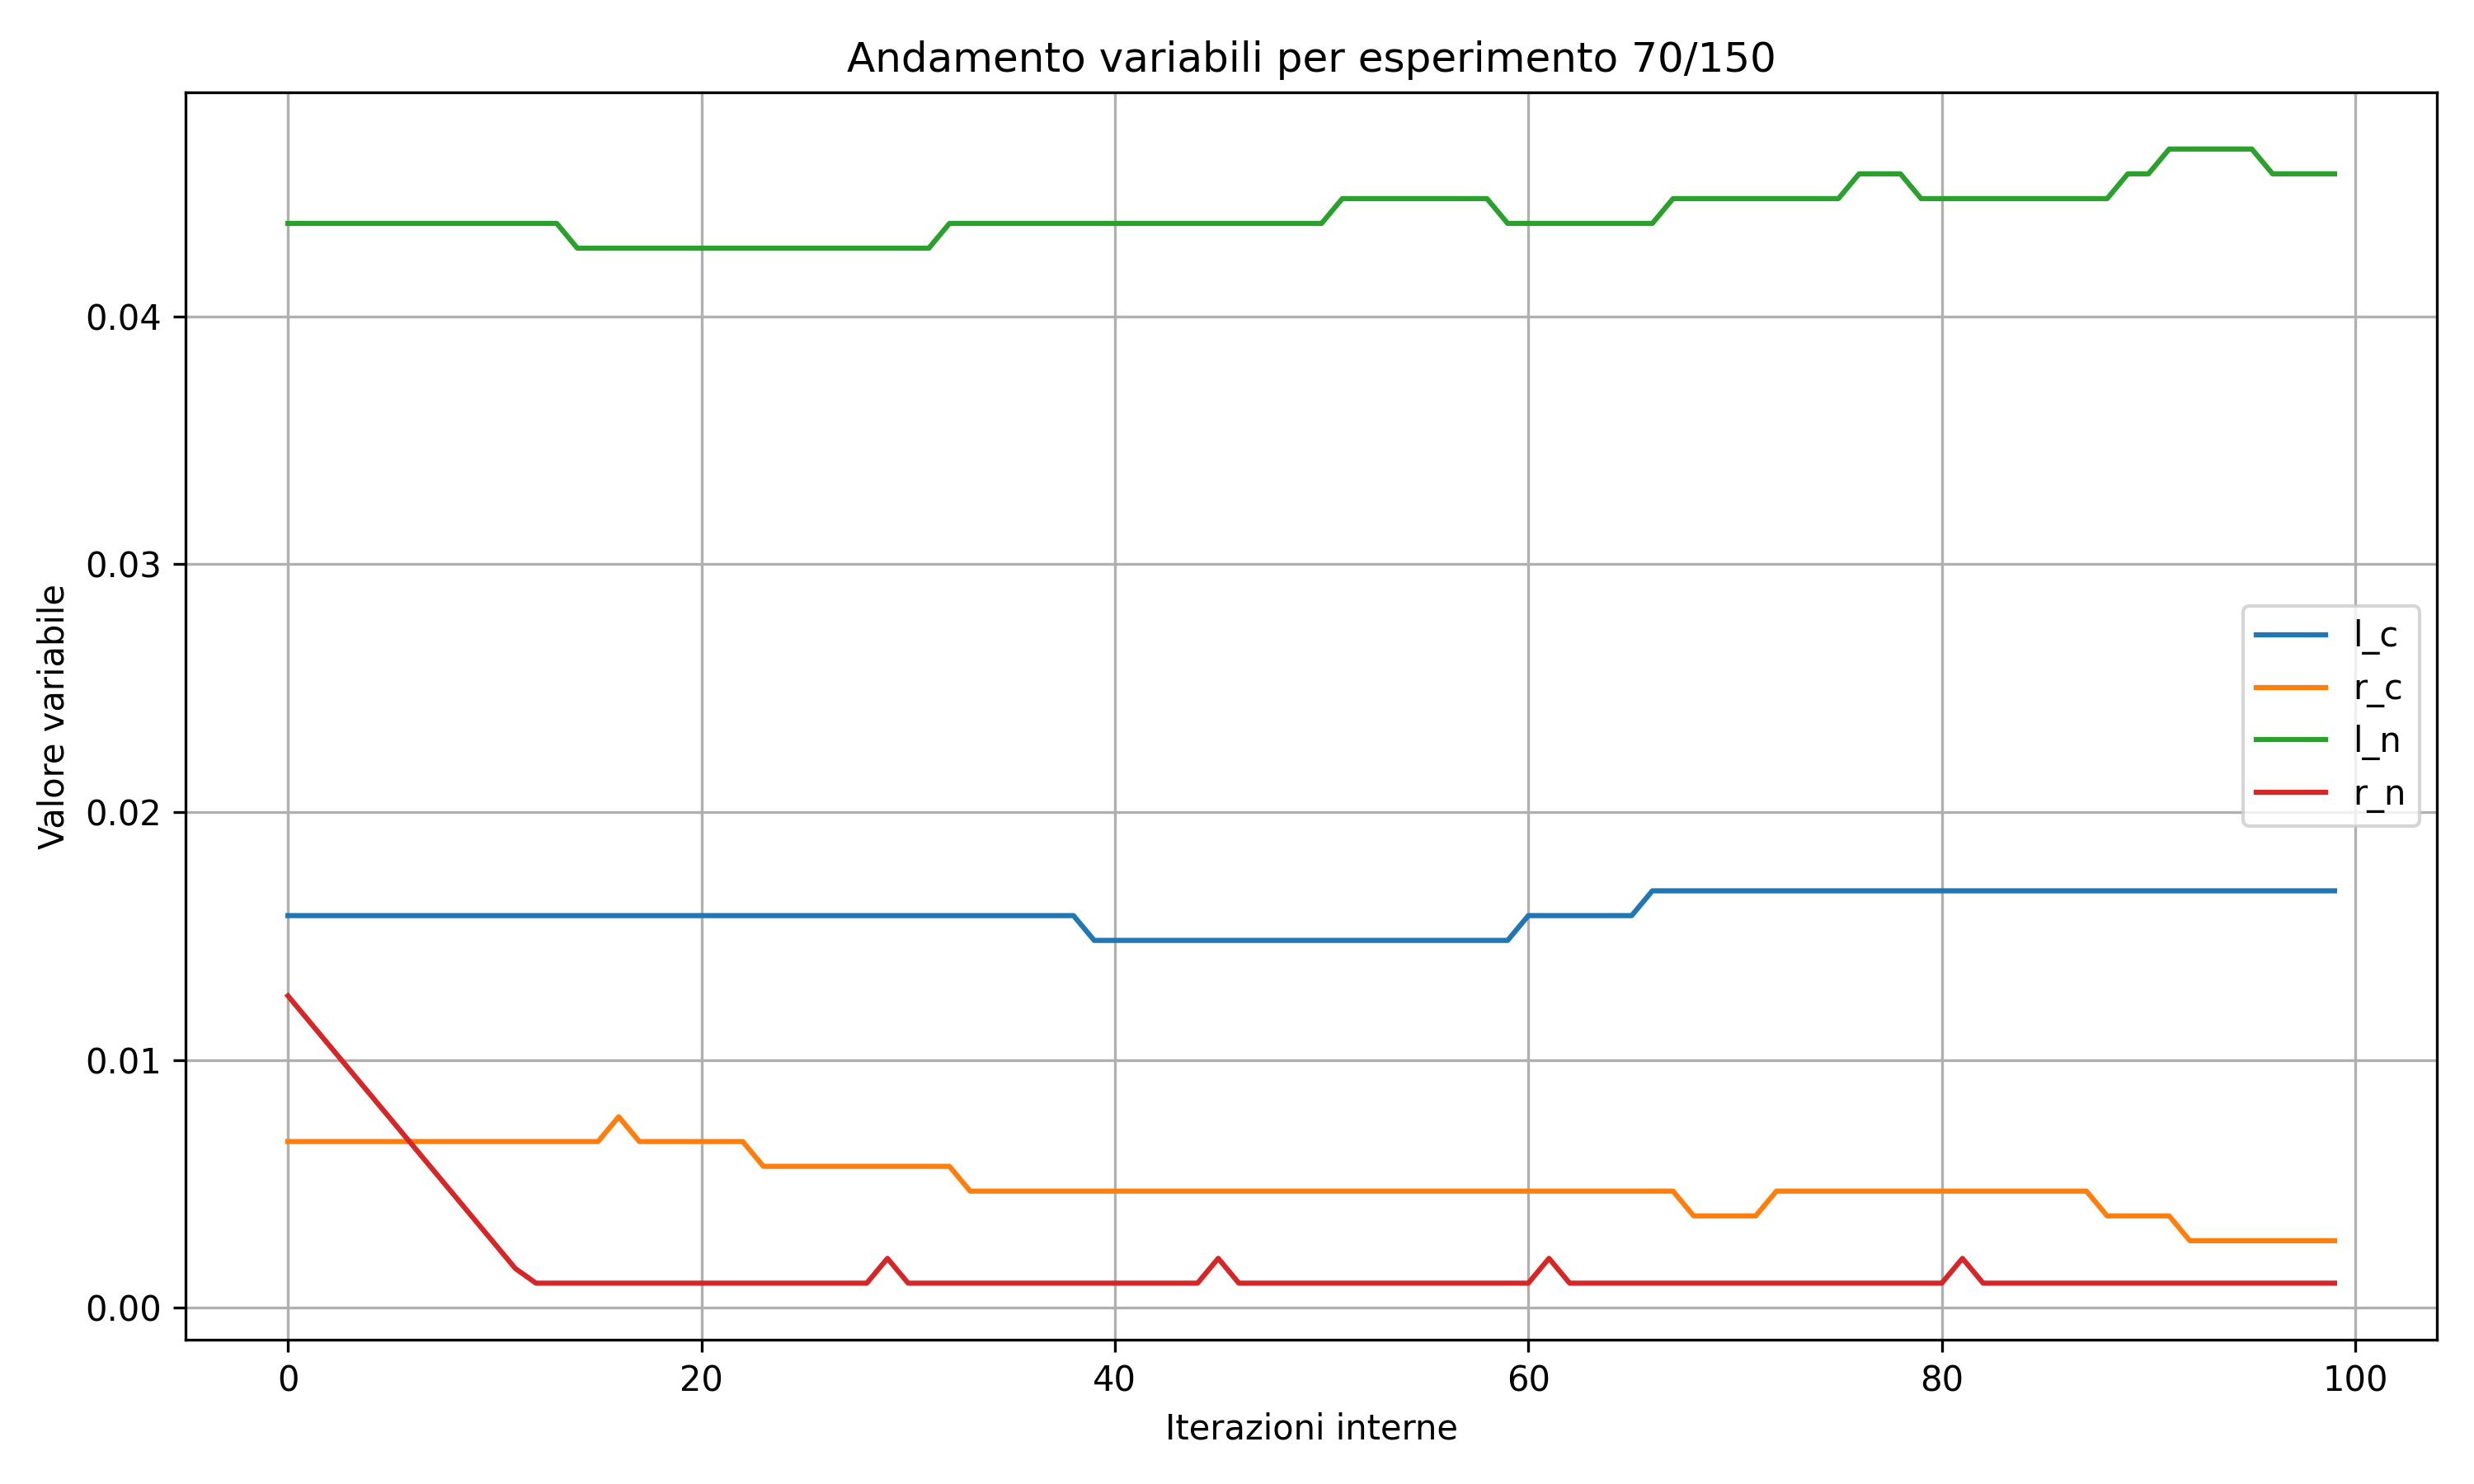 Andamento variabili per esperimento 70/150
Valore variabile
0.04
0.03
0.02
0.01
0.00
l_c
r_c
l_n
r_n
0 20 40 60 80 100
Iterazioni interne